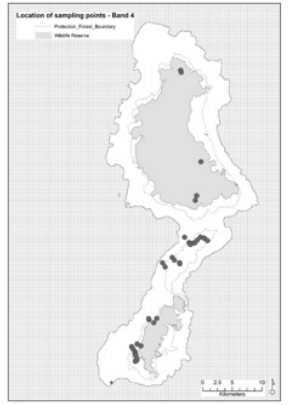 Location of sampling points - Band 4
Protection_Forest_Boundary
Wildlife Reserve
0 2.5 5 10
Kilometers